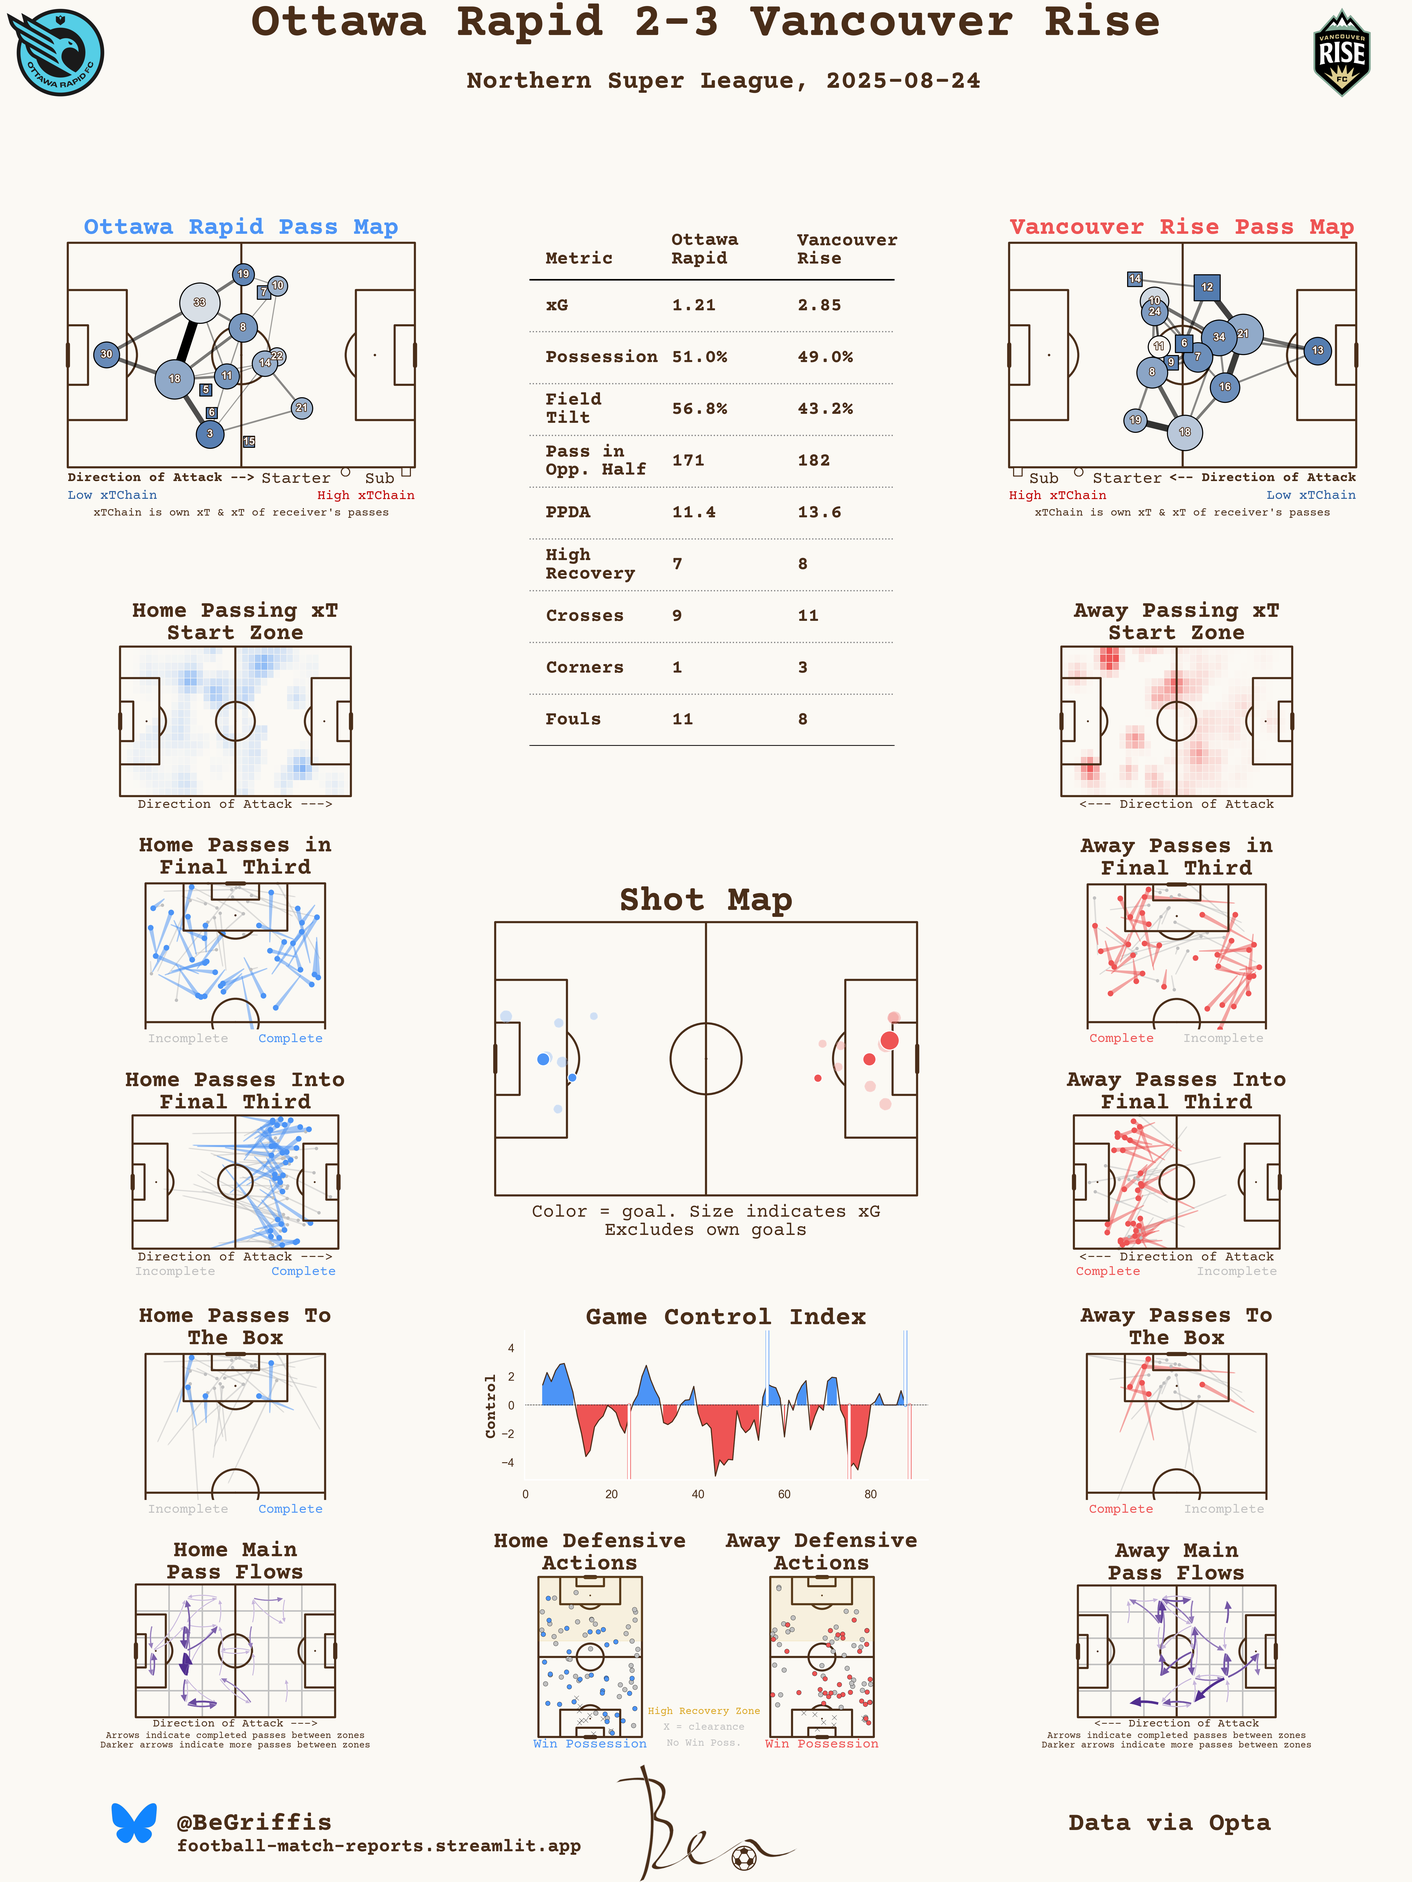 Ottawa Rapid 2-3 Vancouver Rise
Northern Super League, 2025-08-24
OTTAWA RAPID FC
VANCOUVER
RISE
FC
Ottawa Rapid Pass Map
19
10
7
33
8
22
14
30
18
11
5
6
21
3
15
Direction of Attack --> Starter Sub
Low xTChain High xTChain
xTChain is own xT & xT of receiver's passes
Metric Ottawa Rapid Vancouver Rise
xG 1.21 2.85
Possession 51.0% 49.0%
Field Tilt 56.8% 43.2%
Pass in Opp. Half 171 182
PPDA 11.4 13.6
High Recovery 7 8
Crosses 9 11
Corners 1 3
Fouls 11 8
Vancouver Rise Pass Map
14
12
10
24
34
21
11
6
13
9
7
8
16
19
18
Sub Starter <-- Direction of Attack
High xTChain Low xTChain
xTChain is own xT & xT of receiver's passes
Home Passing xT
Start Zone
Direction of Attack --->
Away Passing xT
Start Zone
<--- Direction of Attack
Home Passes in
Final Third
Incomplete Complete
Away Passes in
Final Third
Complete Incomplete
Shot Map
Color = goal. Size indicates xG
Excludes own goals
Home Passes Into
Final Third
Direction of Attack --->
Incomplete Complete
Away Passes Into
Final Third
<--- Direction of Attack
Complete Incomplete
Home Passes To
The Box
Incomplete Complete
Game Control Index
Control
4
2
0
−2
−4
0 20 40 60 80
Away Passes To
The Box
Complete Incomplete
Home Main
Pass Flows
Direction of Attack --->
Arrows indicate completed passes between zones
Darker arrows indicate more passes between zones
Home Defensive
Actions
Win Possession
Away Defensive
Actions
Win Possession
High Recovery Zone
X = clearance
No Win Poss.
Away Main
Pass Flows
<--- Direction of Attack
Arrows indicate completed passes between zones
Darker arrows indicate more passes between zones
@BeGriffis
football-match-reports.streamlit.app
Ben
Data via Opta